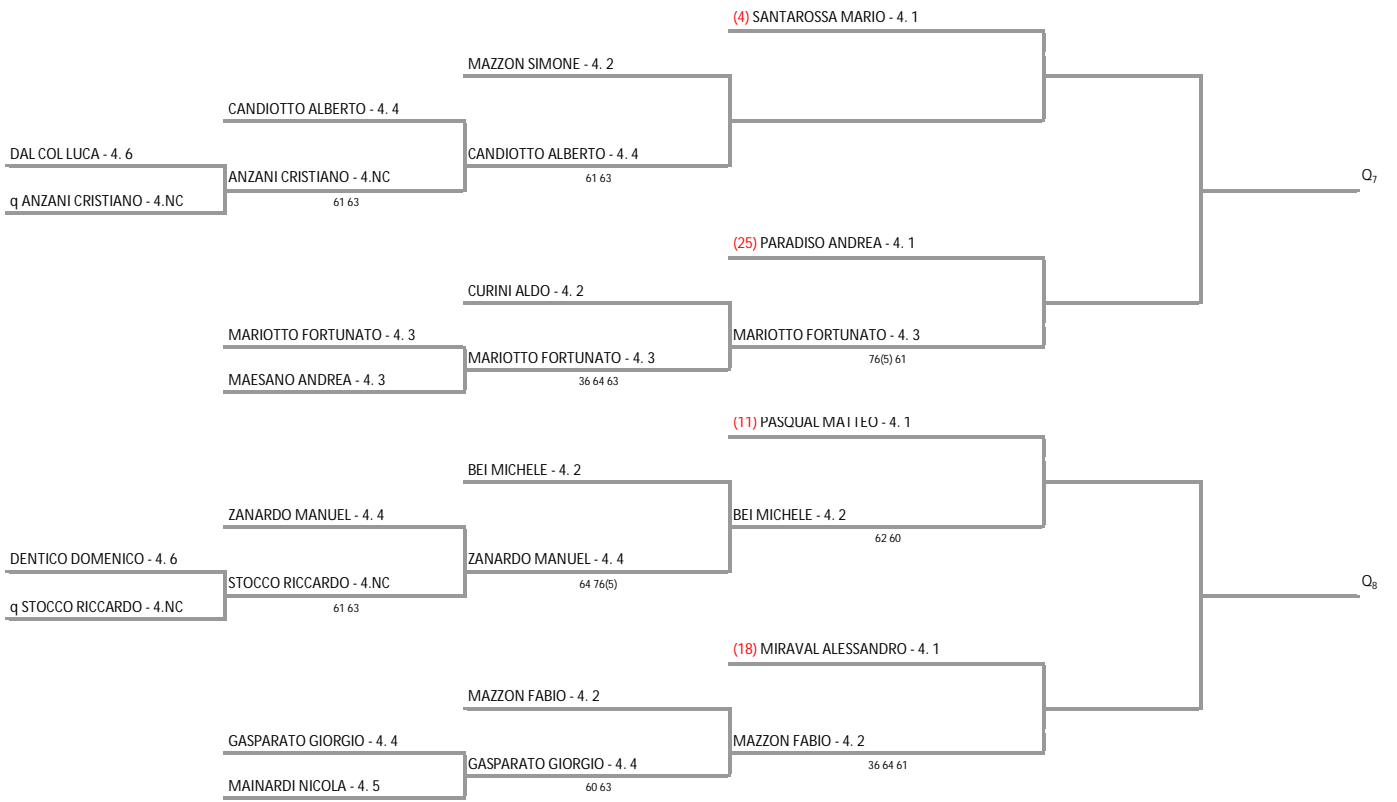 (4) SANTAROSSA MARIO - 4. 1
MAZZON SIMONE - 4. 2
CANDIOTTO ALBERTO - 4. 4
DAL COL LUCA - 4. 6
CANDIOTTO ALBERTO - 4. 4
61 63
ANZANI CRISTIANO - 4.NC
61 63
q ANZANI CRISTIANO - 4.NC
Q7
(25) PARADISO ANDREA - 4. 1
CURINI ALDO - 4. 2
MARIOTTO FORTUNATO - 4. 3
MARIOTTO FORTUNATO - 4. 3
76(5) 61
MARIOTTO FORTUNATO - 4. 3
36 64 63
MAESANO ANDREA - 4. 3
(11) PASQUAL MATTEO - 4. 1
BEI MICHELE - 4. 2
ZANARDO MANUEL - 4. 4
BEI MICHELE - 4. 2
62 60
DENTICO DOMENICO - 4. 6
ZANARDO MANUEL - 4. 4
64 76(5)
STOCCO RICCARDO - 4.NC
61 63
q STOCCO RICCARDO - 4.NC
Q8
(18) MIRAVAL ALESSANDRO - 4. 1
MAZZON FABIO - 4. 2
GASPARATO GIORGIO - 4. 4
MAZZON FABIO - 4. 2
36 64 61
GASPARATO GIORGIO - 4. 4
60 63
MAINARDI NICOLA - 4. 5